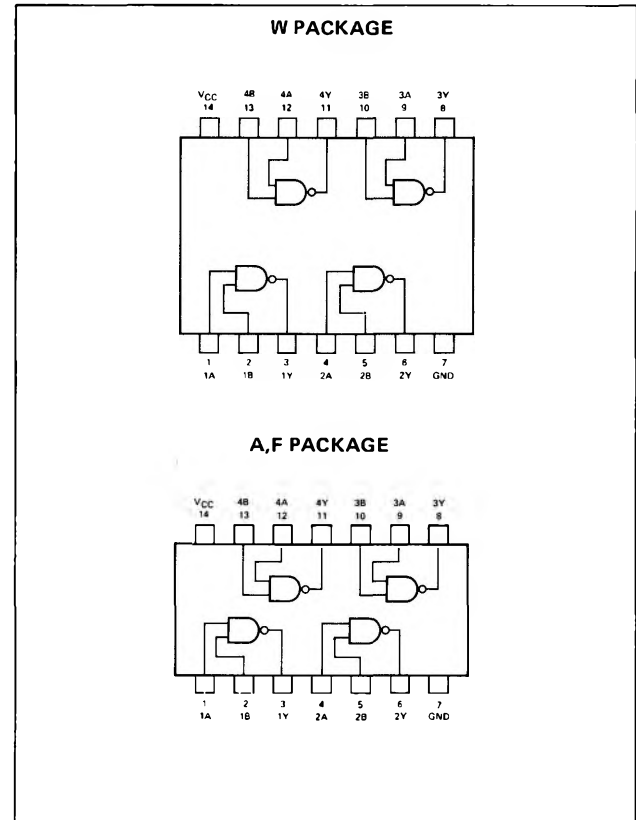 W PACKAGE
VCC 4B 4A 4Y 3B 3A 3Y
14 13 12 11 10 9 8
1 2 3 4 5 6 7
1A 1B 1Y 2A 2B 2Y GND
A,F PACKAGE
VCC 4B 4A 4Y 3B 3A 3Y
14 13 12 11 10 9 8
1 2 3 4 5 6 7
1A 1B 1Y 2A 2B 2Y GND